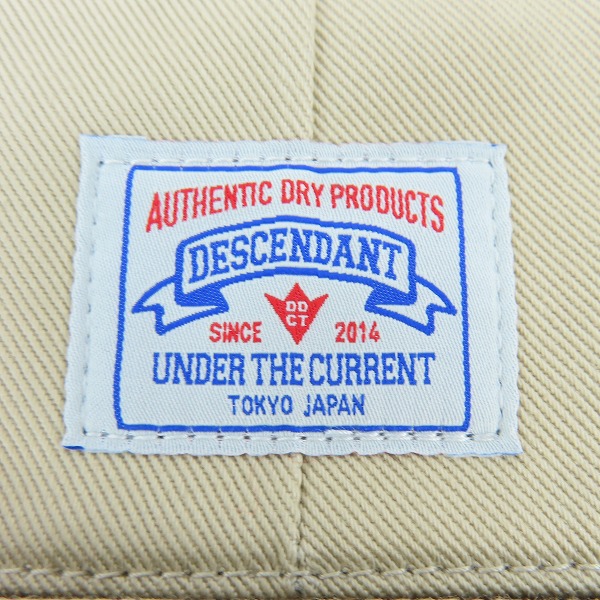 AUTHENTIC DRY PRODUCTS
DESCENDANT
DD
SINCE CT 2014
UNDER THE CURRENT
TOKYO JAPAN